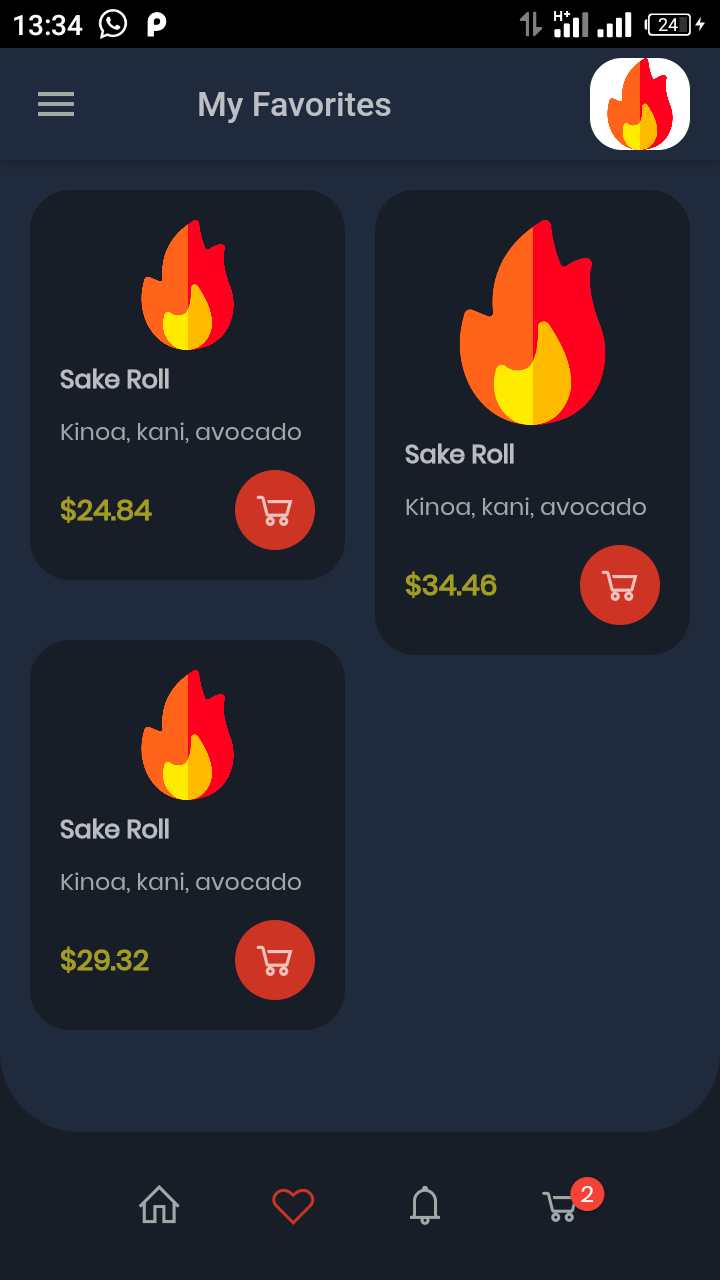 13:34
H+
24
My Favorites
Sake Roll
Kinoa, kani, avocado
$24.84
Sake Roll
Kinoa, kani, avocado
$34.46
Sake Roll
Kinoa, kani, avocado
$29.32
2